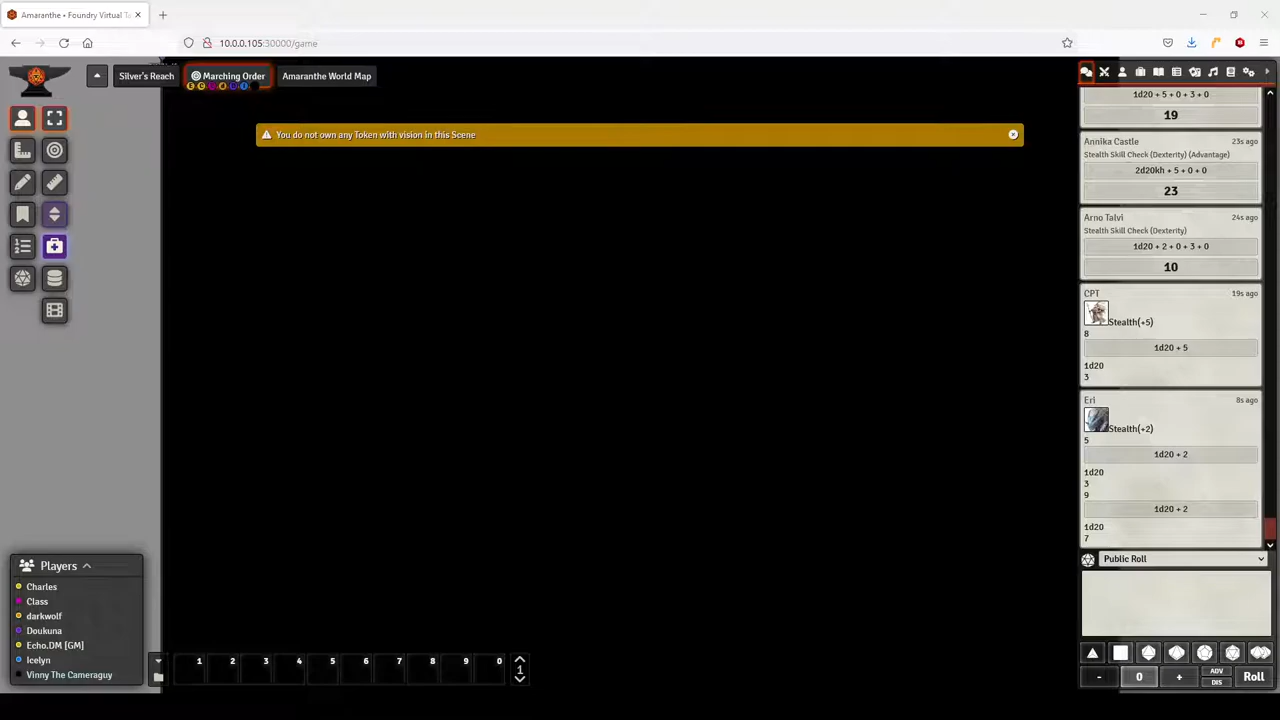 Amaranthe • Foundry Virtual Ta
10.0.0.105:30000/game
Silver's Reach
Marching Order
Amaranthe World Map
You do not own any Token with vision in this Scene
1d20 + 5 + 0 + 3 + 0
19
Annika Castle 23s ago
Stealth Skill Check (Dexterity) (Advantage)
2d20kh + 5 + 0 + 0
23
Arno Talvi 24s ago
Stealth Skill Check (Dexterity)
1d20 + 2 + 0 + 3 + 0
10
CPT 19s ago
Stealth(+5)
8
1d20 + 5
1d20
3
Eri 8s ago
Stealth(+2)
5
1d20 + 2
1d20
3
9
1d20 + 2
1d20
7
Public Roll
- 0 + ADV DIS Roll
Players
Charles
Class
darkwolf
Doukuna
Echo.DM [GM]
Icelyn
Vinny The Cameraguy
1 2 3 4 5 6 7 8 9 0
1